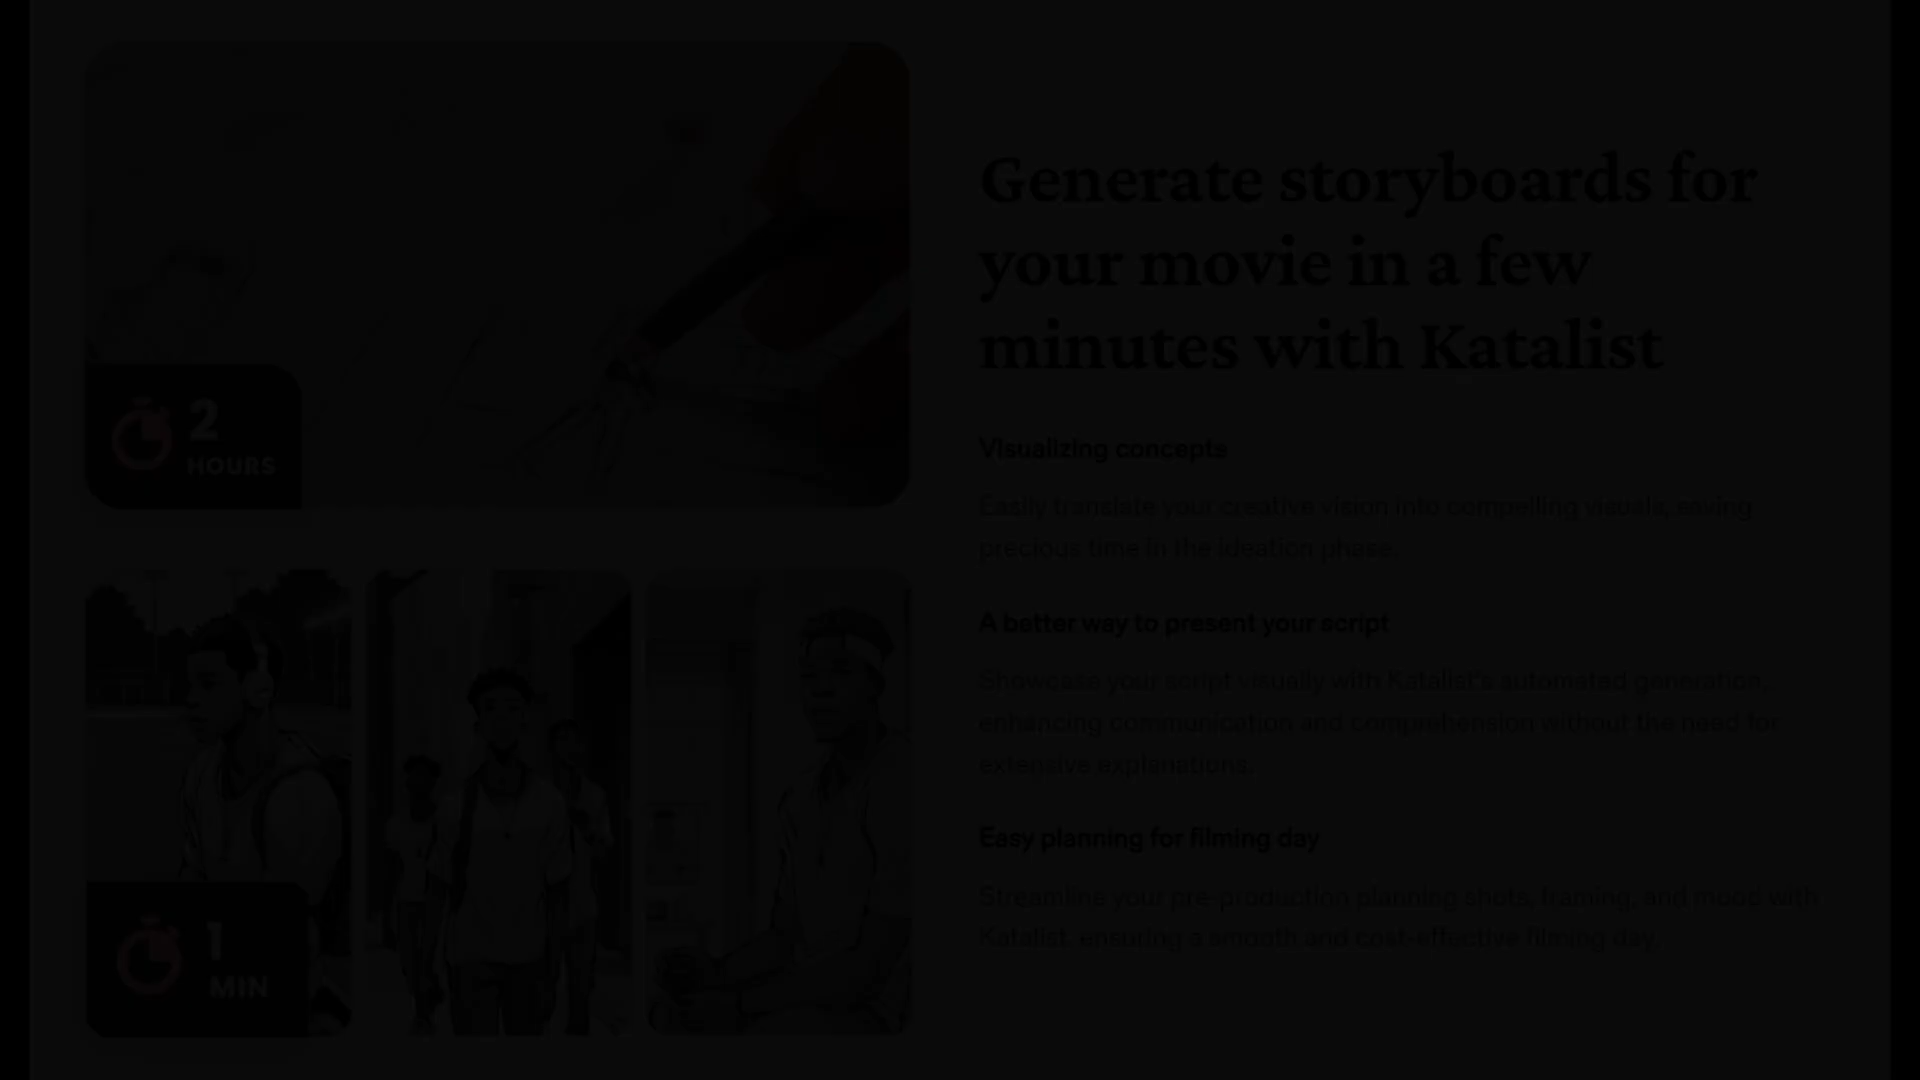 2
HOURS
1
MIN
Generate storyboards for
your movie in a few
minutes with Katalist
Visualizing concepts
Easily translate your creative vision into compelling visuals, saving
precious time in the ideation phase.
A better way to present your script
Showcase your script visually with Katalist's automated generation,
enhancing communication and comprehension without the need for
extensive explanations.
Easy planning for filming day
Streamline your pre-production planning shots, framing, and mood with
Katalist, ensuring a smooth and cost-effective filming day.